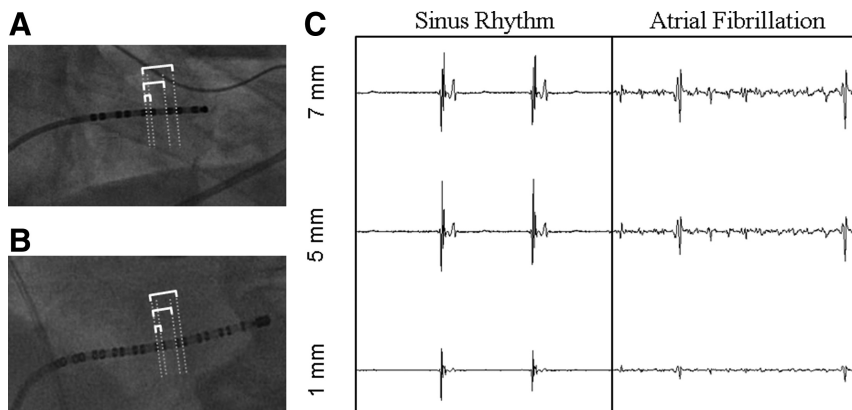 A
B
C
Sinus Rhythm
Atrial Fibrillation
7 mm
5 mm
1 mm